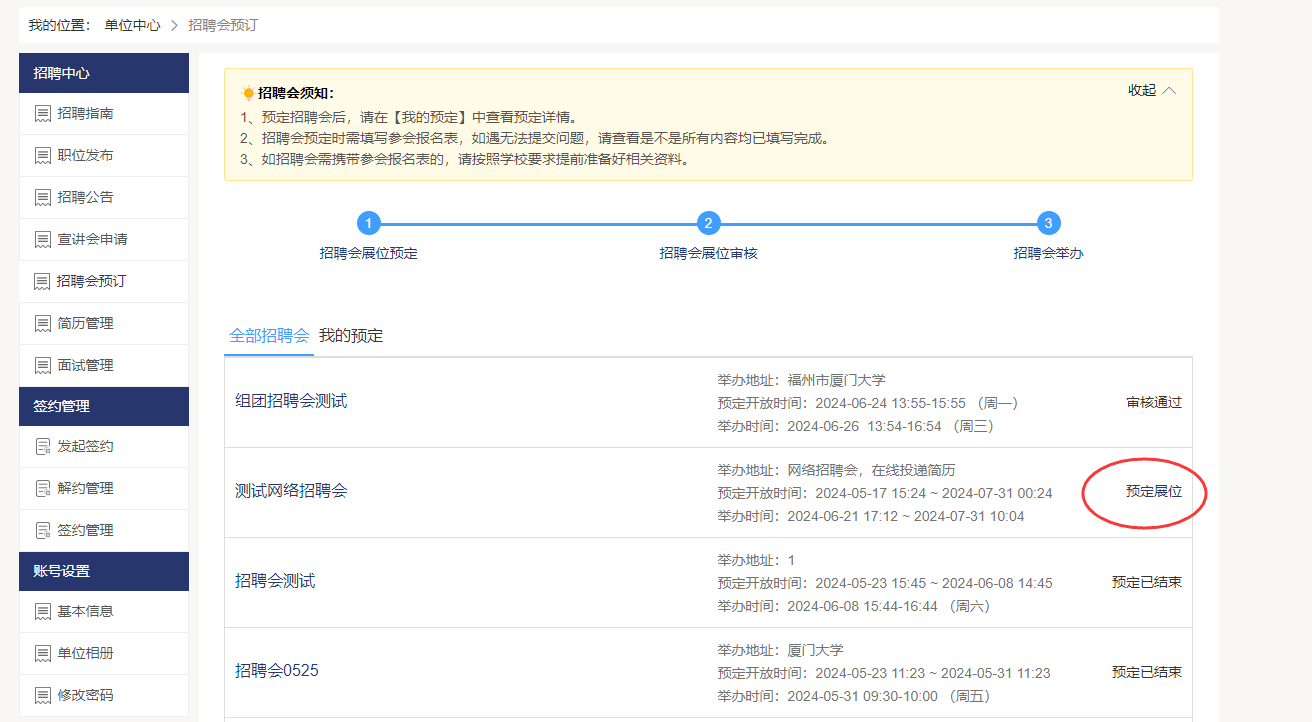 我的位置： 单位中心 > 招聘会预订
招聘中心
招聘指南
职位发布
招聘公告
宣讲会申请
招聘会预订
简历管理
面试管理
签约管理
发起签约
解约管理
签约管理
账号设置
基本信息
单位相册
修改密码
招聘会须知：
收起
1、预定招聘会后，请在【我的预定】中查看预定详情。
2、招聘会预定时需填写参会报名表，如遇无法提交问题，请查看是不是所有内容均已填写完成。
3、如招聘会需携带参会报名表的，请按照学校要求提前准备好相关资料。
1 2 3
招聘会展位预定 招聘会展位审核 招聘会举办
全部招聘会 我的预定
组团招聘会测试
举办地址：福州市厦门大学
预定开放时间：2024-06-24 13:55-15:55 （周一）
举办时间：2024-06-26 13:54-16:54 （周三）
审核通过
测试网络招聘会
举办地址：网络招聘会，在线投递简历
预定开放时间：2024-05-17 15:24 ~ 2024-07-31 00:24
举办时间：2024-06-21 17:12 ~ 2024-07-31 10:04
预定展位
招聘会测试
举办地址：1
预定开放时间：2024-05-23 15:45 ~ 2024-06-08 14:45
举办时间：2024-06-08 15:44-16:44 （周六）
预定已结束
招聘会0525
举办地址：厦门大学
预定开放时间：2024-05-23 11:23 ~ 2024-05-31 11:23
举办时间：2024-05-31 09:30-10:00 （周五）
预定已结束